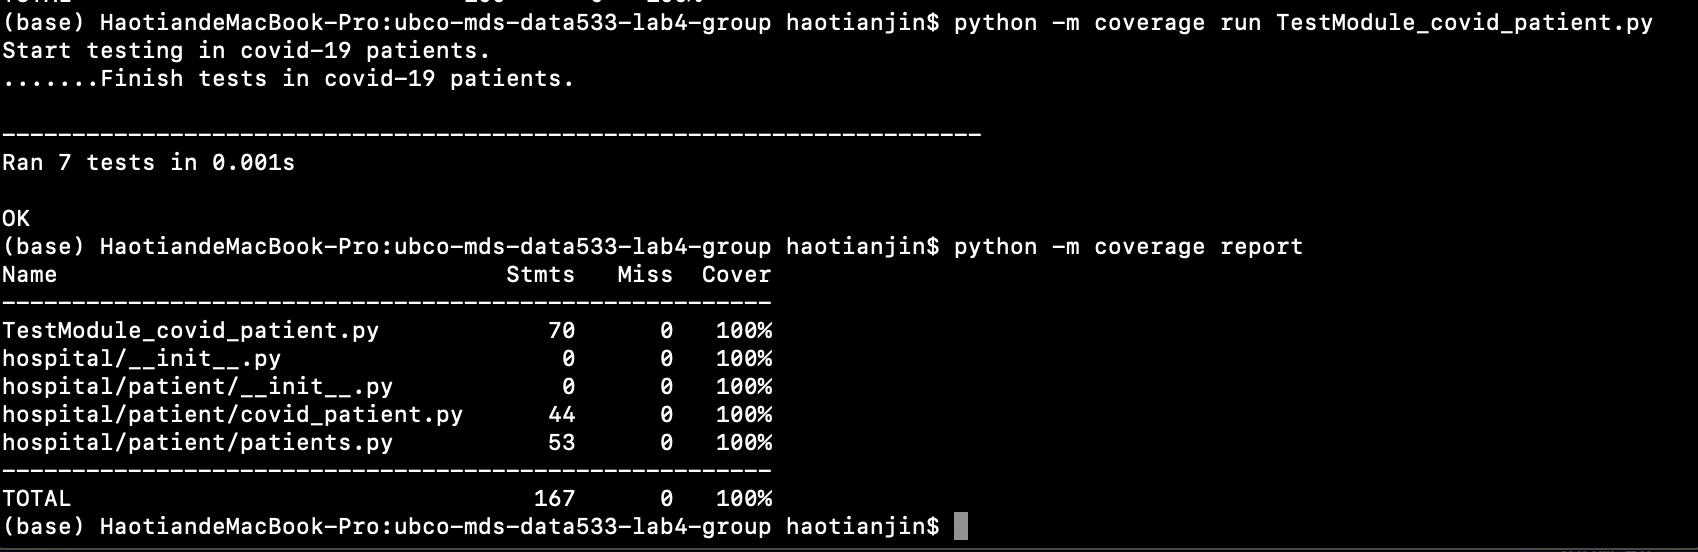 TOTAL 100%
(base) HaotiandeMacBook-Pro:ubco-mds-data533-lab4-group haotianjin$ python -m coverage run TestModule_covid_patient.py
Start testing in covid-19 patients.
.......Finish tests in covid-19 patients.

----------------------------------------------------------------------
Ran 7 tests in 0.001s

OK
(base) HaotiandeMacBook-Pro:ubco-mds-data533-lab4-group haotianjin$ python -m coverage report
Name                                Stmts   Miss  Cover
-------------------------------------------------------
TestModule_covid_patient.py            70      0   100%
hospital/__init__.py                    0      0   100%
hospital/patient/__init__.py            0      0   100%
hospital/patient/covid_patient.py      44      0   100%
hospital/patient/patients.py           53      0   100%
-------------------------------------------------------
TOTAL                                 167      0   100%
(base) HaotiandeMacBook-Pro:ubco-mds-data533-lab4-group haotianjin$